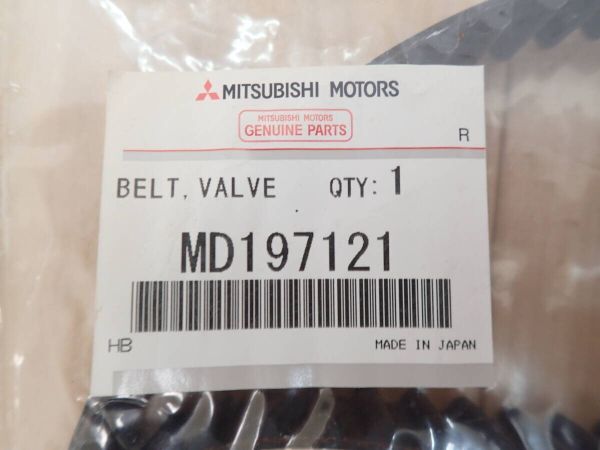 MITSUBISHI MOTORS
MITSUBISHI MOTORS
GENUINE PARTS
R
BELT, VALVE QTY: 1
MD197121
HB MADE IN JAPAN